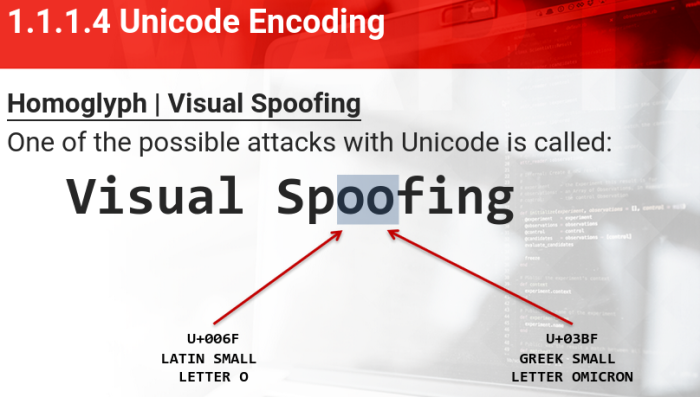 1.1.1.4 Unicode Encoding
Homoglyph | Visual Spoofing
One of the possible attacks with Unicode is called:
Visual Spoοfing
U+006F
LATIN SMALL
LETTER O
U+03BF
GREEK SMALL
LETTER OMICRON